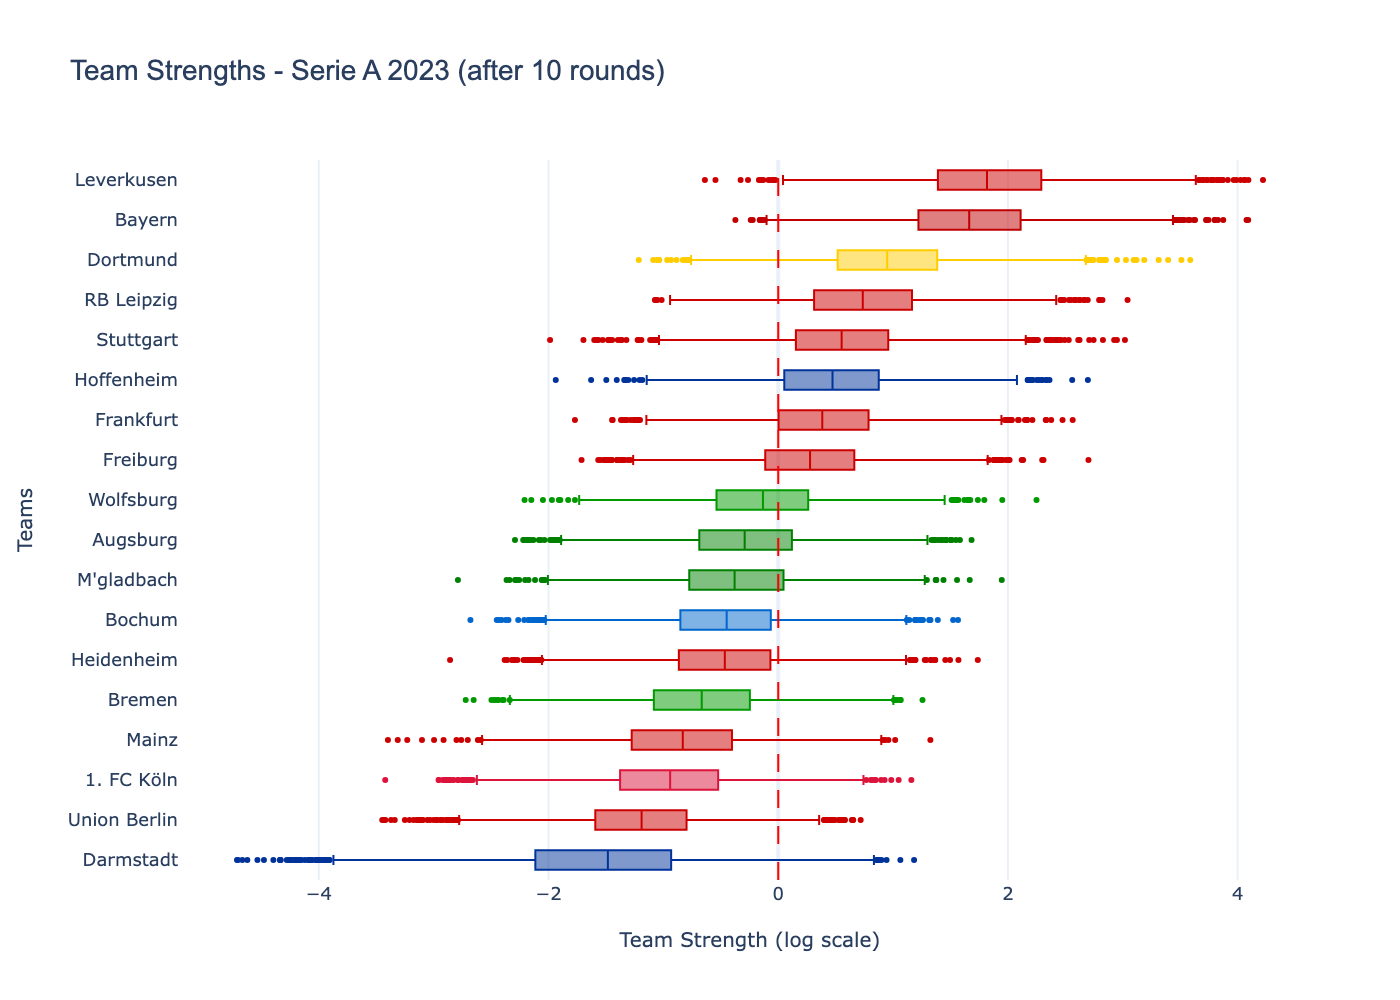 Team Strengths - Serie A 2023 (after 10 rounds)
Leverkusen
Bayern
Dortmund
RB Leipzig
Stuttgart
Hoffenheim
Frankfurt
Freiburg
Wolfsburg
Augsburg
M'gladbach
Bochum
Heidenheim
Bremen
Mainz
1. FC Köln
Union Berlin
Darmstadt
Teams
−4
−2
0
2
4
Team Strength (log scale)